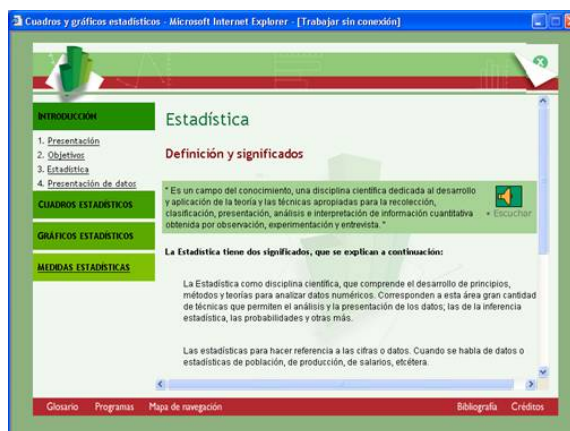 Cuadros y gráficos estadísticos - Microsoft Internet Explorer - [Trabajar sin conexión]
INTRODUCCIÓN
1. Presentación
2. Objetivos
3. Estadística
4. Presentación de datos
CUADROS ESTADÍSTICOS
GRÁFICOS ESTADÍSTICOS
MEDIDAS ESTADÍSTICAS
Estadística
Definición y significados
" Es un campo del conocimiento, una disciplina científica dedicada al desarrollo
y aplicación de la teoría y las técnicas apropiadas para la recolección,
clasificación, presentación, análisis e interpretación de información cuantitativa
obtenida por observación, experimentación y entrevista. "
• Escuchar
La Estadística tiene dos significados, que se explican a continuación:
La Estadística como disciplina científica, que comprende el desarrollo de principios,
métodos y teorías para analizar datos numéricos. Corresponden a esta área gran cantidad
de técnicas que permiten el análisis y la presentación de los datos; las de la inferencia
estadística, las probabilidades y otras más.
Las estadísticas para hacer referencia a las cifras o datos. Cuando se habla de datos o
estadísticas de población, de producción, de salarios, etcétera.
Glosario Programas Mapa de navegación Bibliografía Créditos